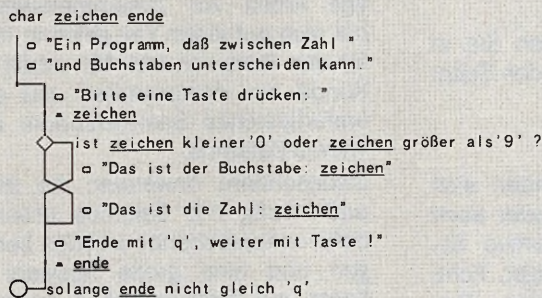 char zeichen ende
"Ein Programm, daß zwischen Zahl "
"und Buchstaben unterscheiden kann."
"Bitte eine Taste drücken: "
zeichen
ist zeichen kleiner'0' oder zeichen größer als'9' ?
"Das ist der Buchstabe: zeichen"
"Das ist die Zahl: zeichen"
"Ende mit 'q', weiter mit Taste !"
ende
solange ende nicht gleich 'q'